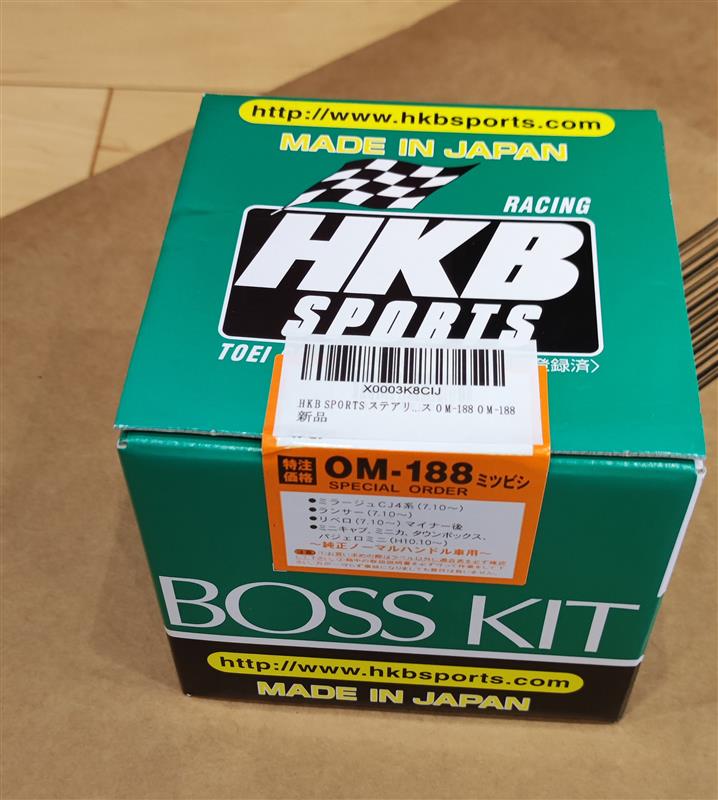 http://www.hkbsports.com
MADE IN JAPAN
RACING
HKB
SPORTS
TOEI
登録済>
X0003K8CIJ
HKB SPORTS ステアリ...ス OM-188 OM-188
新品
特注
価格
OM-188 ミツビシ
SPECIAL ORDER
●ミラージュCJ4系(7.10〜)
●ランサー(7.10〜)
●リベロ(7.10〜)マイナー後
●ミニキャブ、ミニカ、タウンボックス、
パジェロミニ(H10.10〜)
〜純正ノーマルハンドル車用〜
BOSS KIT
http://www.hkbsports.com
MADE IN JAPAN